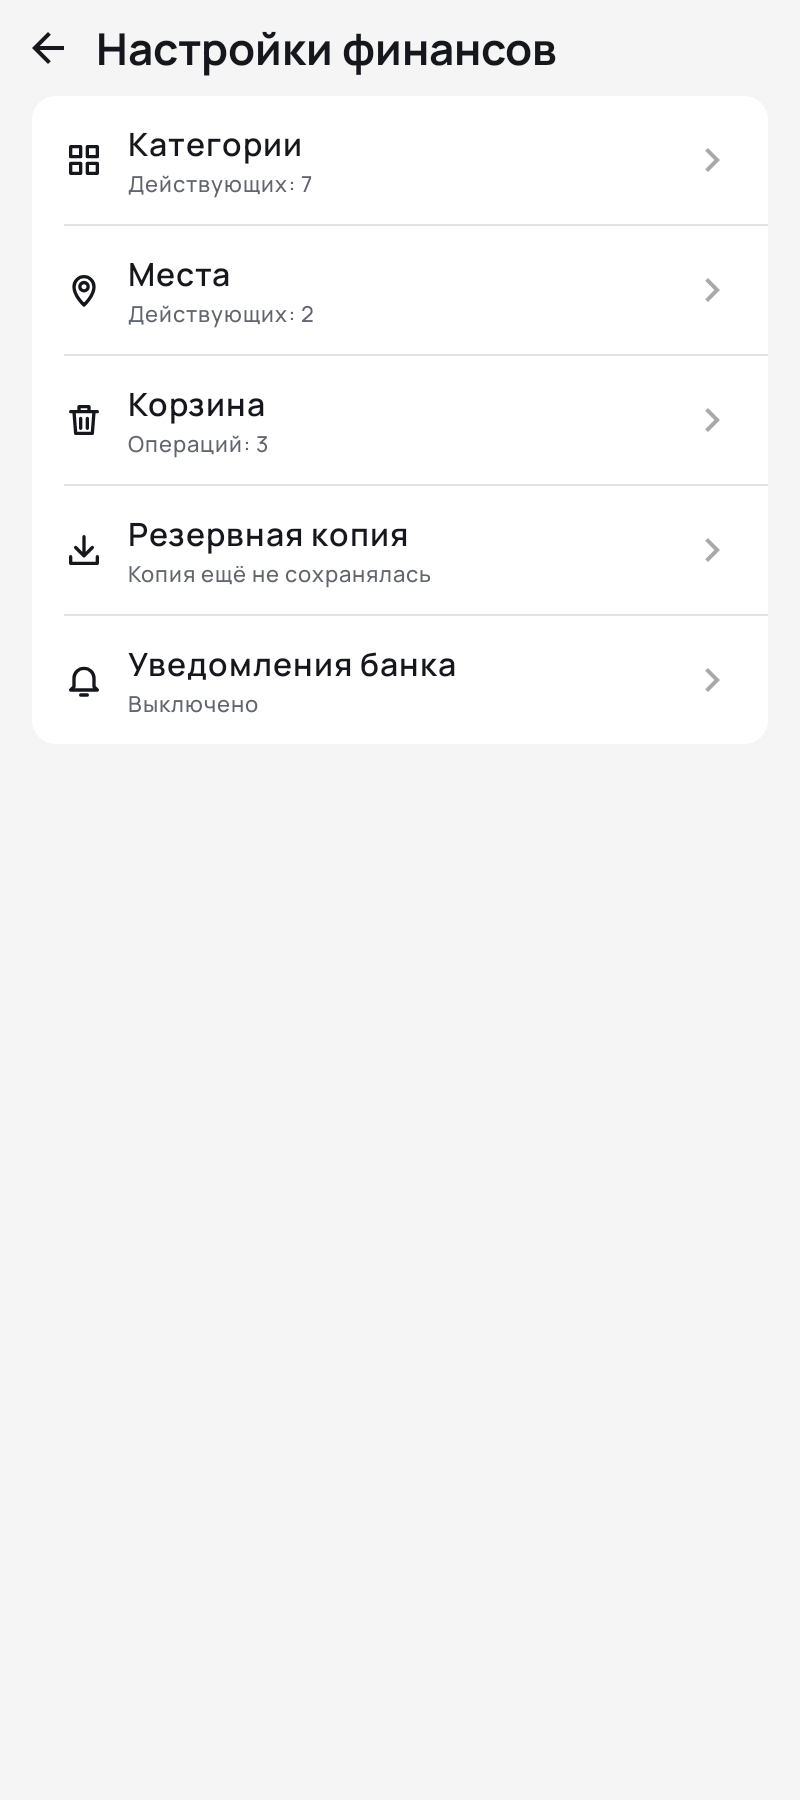 Настройки финансов
Категории
Действующих: 7
Места
Действующих: 2
Корзина
Операций: 3
Резервная копия
Копия ещё не сохранялась
Уведомления банка
Выключено